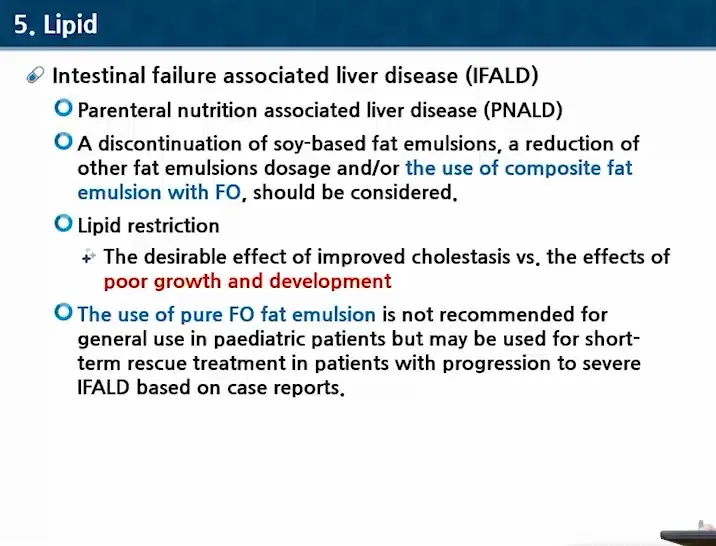 5. Lipid
Intestinal failure associated liver disease (IFALD)
Parenteral nutrition associated liver disease (PNALD)
A discontinuation of soy-based fat emulsions, a reduction of
other fat emulsions dosage and/or the use of composite fat
emulsion with FO, should be considered.
Lipid restriction
The desirable effect of improved cholestasis vs. the effects of
poor growth and development
The use of pure FO fat emulsion is not recommended for
general use in paediatric patients but may be used for short-
term rescue treatment in patients with progression to severe
IFALD based on case reports.